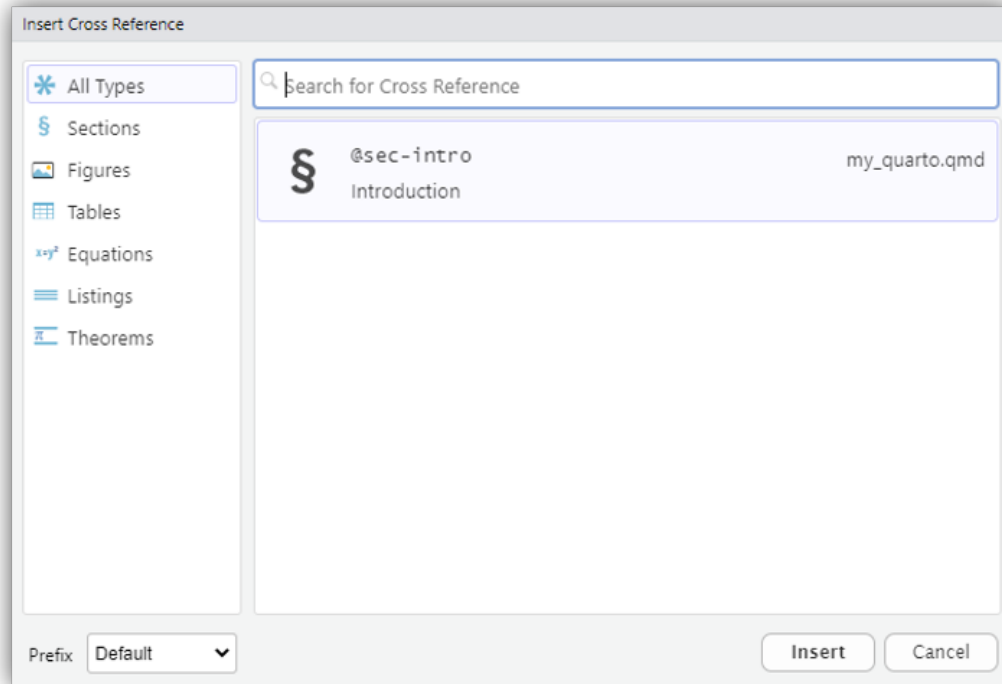 Insert Cross Reference
All Types
Sections
Figures
Tables
x=y² Equations
Listings
π Theorems
Search for Cross Reference
§ @sec-intro my_quarto.qmd
Introduction
Prefix Default
Insert Cancel